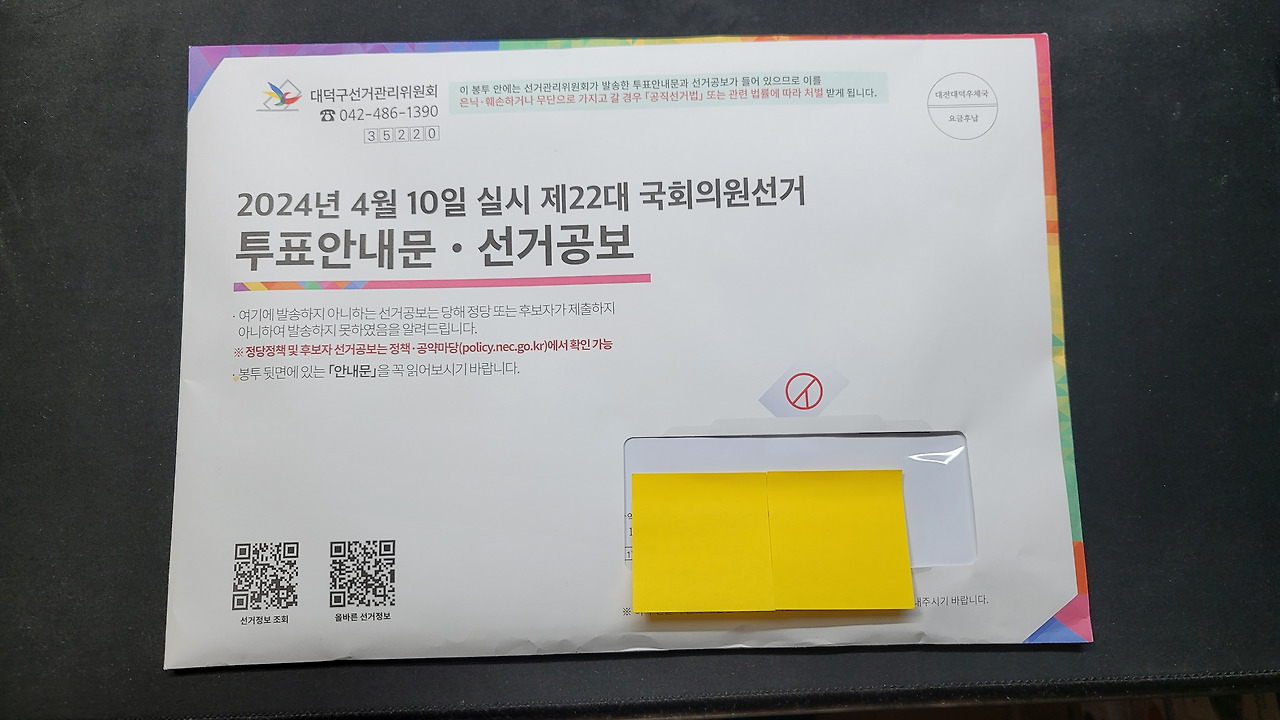 대덕구선거관리위원회
☎ 042-486-1390
35220
이 봉투 안에는 선거관리위원회가 발송한 투표안내문과 선거공보가 들어 있으므로 이를
은닉·훼손하거나 무단으로 가지고 갈 경우 「공직선거법」 또는 관련 법률에 따라 처벌 받게 됩니다.
대전대덕우체국
요금후납
2024년 4월 10일 실시 제22대 국회의원선거
투표안내문·선거공보
· 여기에 발송하지 아니하는 선거공보는 당해 정당 또는 후보자가 제출하지
아니하여 발송하지 못하였음을 알려드립니다.
※ 정당정책 및 후보자 선거공보는 정책·공약마당(policy.nec.go.kr)에서 확인 가능
· 봉투 뒷면에 있는 「안내문」을 꼭 읽어보시기 바랍니다.
선거정보 조회
올바른 선거정보
내주시기 바랍니다.